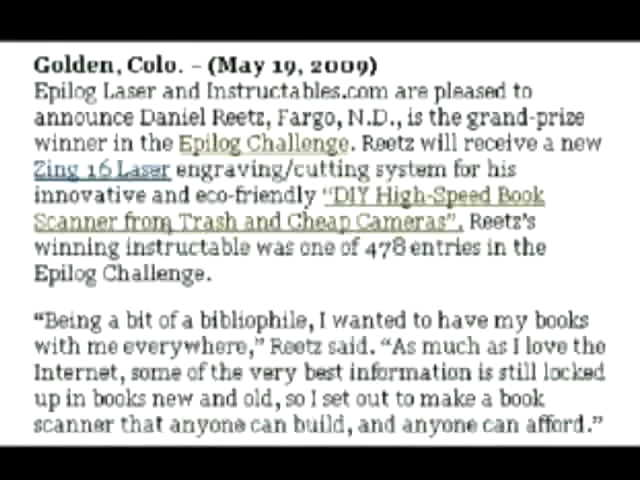 Golden, Colo. – (May 19, 2009)
Epilog Laser and Instructables.com are pleased to
announce Daniel Reetz, Fargo, N.D., is the grand-prize
winner in the Epilog Challenge. Reetz will receive a new
Zing 16 Laser engraving/cutting system for his
innovative and eco-friendly “DIY High-Speed Book
Scanner from Trash and Cheap Cameras”. Reetz’s
winning instructable was one of 478 entries in the
Epilog Challenge.
“Being a bit of a bibliophile, I wanted to have my books
with me everywhere,” Reetz said. “As much as I love the
Internet, some of the very best information is still locked
up in books new and old, so I set out to make a book
scanner that anyone can build, and anyone can afford.”